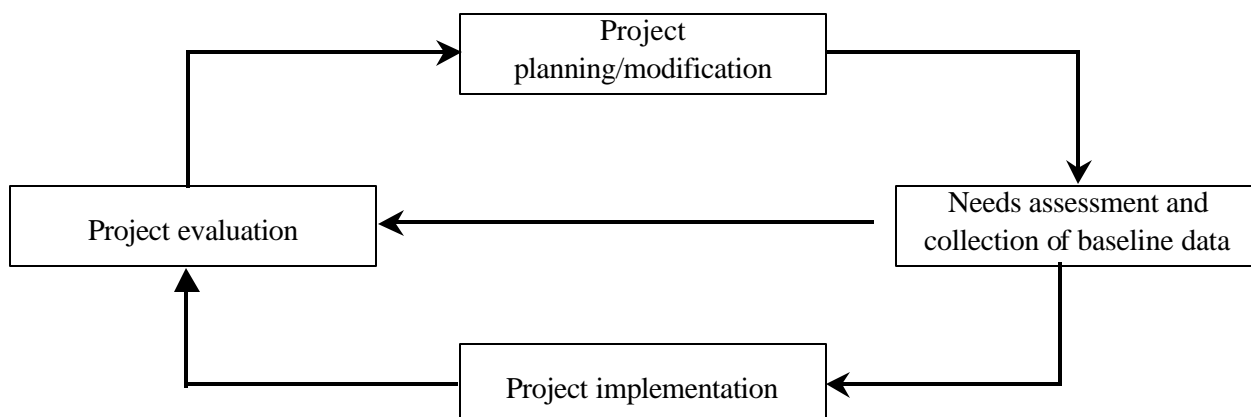 Project
planning/modification
Project evaluation
Needs assessment and
collection of baseline data
Project implementation